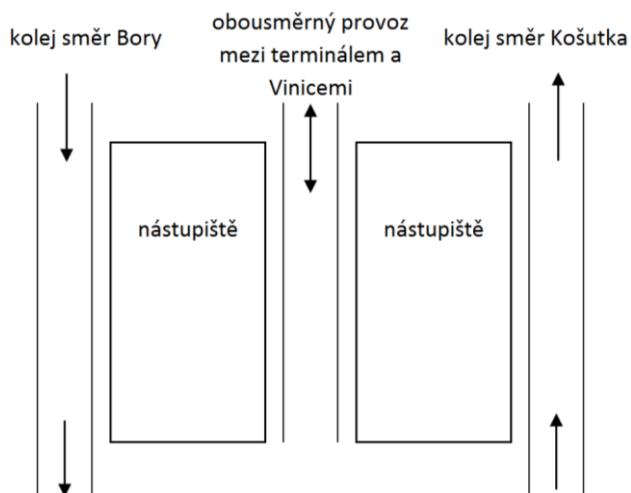 kolej směr Bory
obousměrný provoz
mezi terminálem a
Vinicemi
kolej směr Košutka
nástupiště
nástupiště